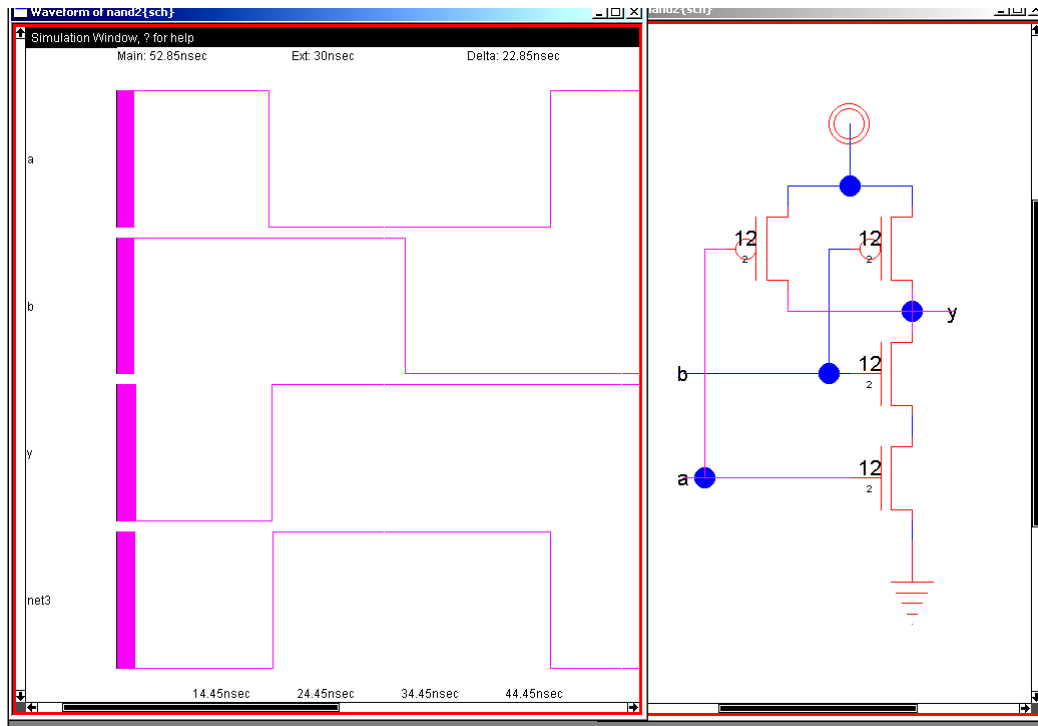 Waveform of nand2{sch}
nand2{sch}
Simulation Window, ? for help
Main: 52.85nsec Ext: 30nsec Delta: 22.85nsec
a
b
y
net3
14.45nsec 24.45nsec 34.45nsec 44.45nsec
12 12
2 2
y
b
12
2
a
12
2